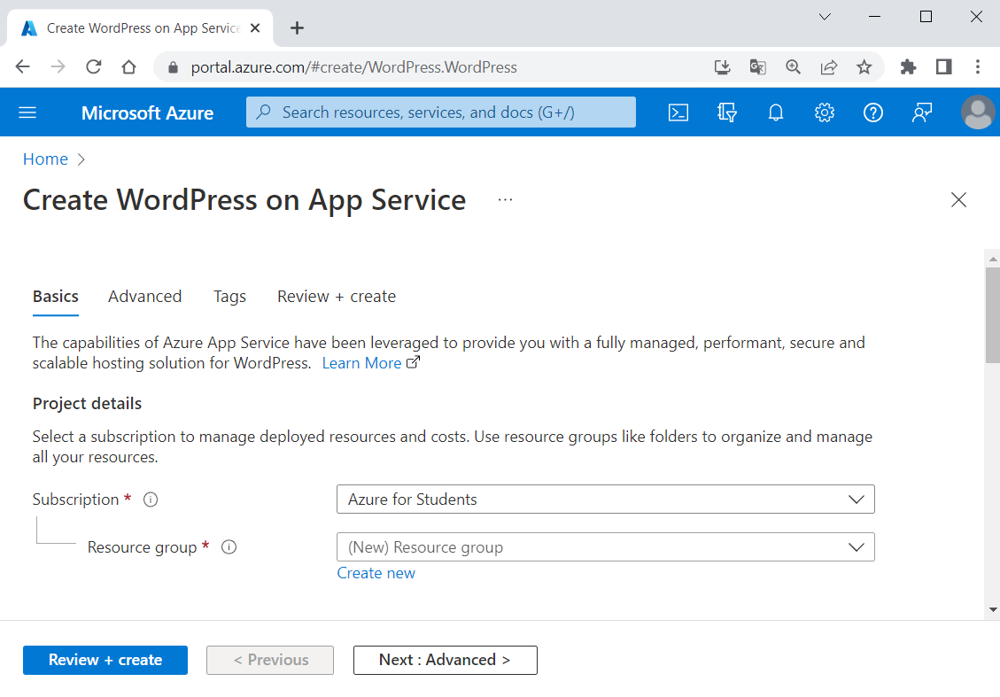 Create WordPress on App Service
portal.azure.com/#create/WordPress.WordPress
Microsoft Azure
Search resources, services, and docs (G+/)
Home
Create WordPress on App Service
Basics
Advanced
Tags
Review + create
The capabilities of Azure App Service have been leveraged to provide you with a fully managed, performant, secure and
scalable hosting solution for WordPress. Learn More
Project details
Select a subscription to manage deployed resources and costs. Use resource groups like folders to organize and manage
all your resources.
Subscription *
Azure for Students
Resource group *
(New) Resource group
Create new
Review + create
< Previous
Next : Advanced >